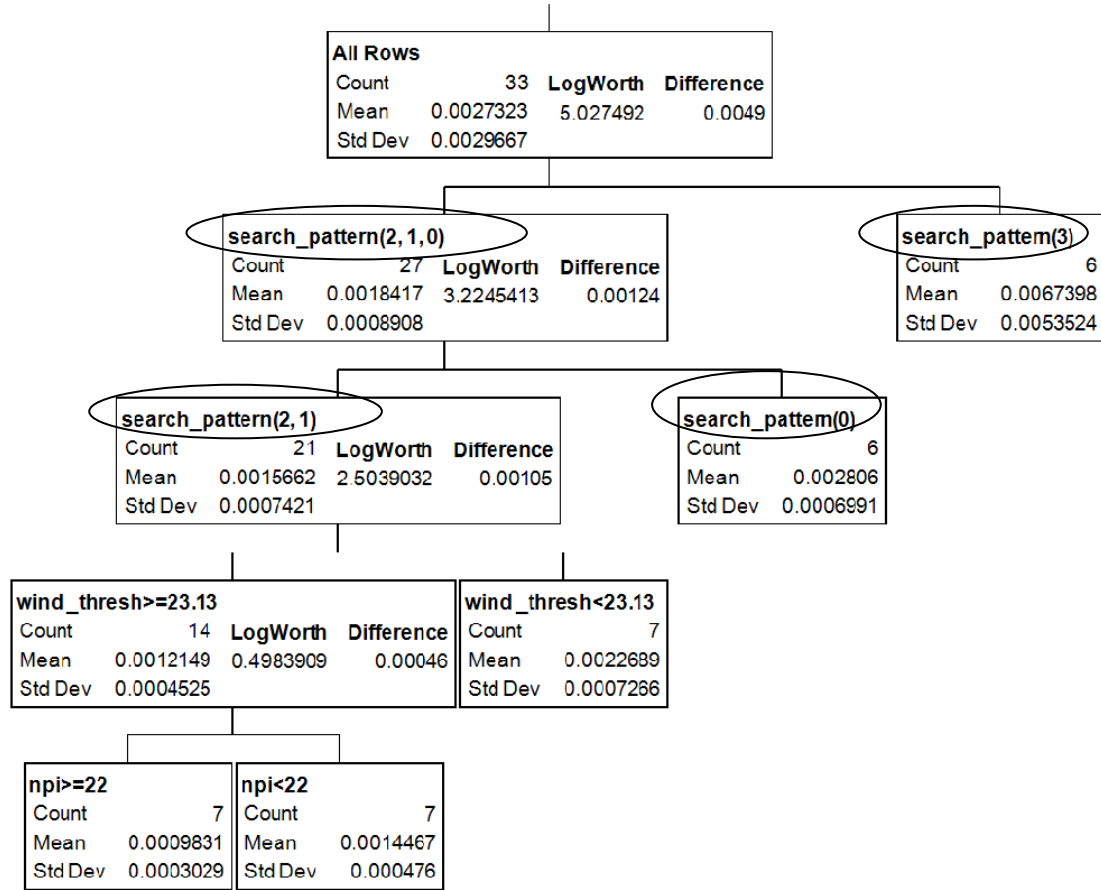 All Rows
Count 33 LogWorth Difference
Mean 0.0027323 5.027492 0.0049
Std Dev 0.0029667
search_pattern(2,1,0)
Count 27 LogWorth Difference
Mean 0.0018417 3.2245413 0.00124
Std Dev 0.0008908
search_pattern(3)
Count 6
Mean 0.0067398
Std Dev 0.0053524
search_pattern(2,1)
Count 21 LogWorth Difference
Mean 0.0015662 2.5039032 0.00105
Std Dev 0.0007421
search_pattern(0)
Count 6
Mean 0.002806
Std Dev 0.0006991
wind_thresh>=23.13
Count 14 LogWorth Difference
Mean 0.0012149 0.4983909 0.00046
Std Dev 0.0004525
wind_thresh<23.13
Count 7
Mean 0.0022689
Std Dev 0.0007266
npi>=22
Count 7
Mean 0.0009831
Std Dev 0.0003029
npi<22
Count 7
Mean 0.0014467
Std Dev 0.000476